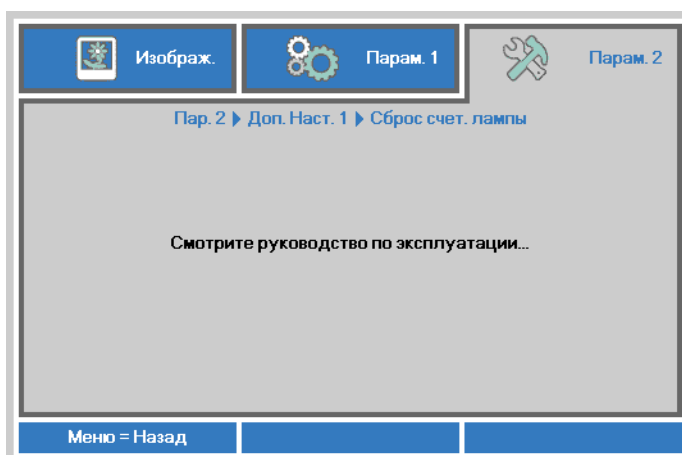 Изображ.
Парам. 1
Парам. 2
Пар. 2 Доп. Наст. 1 Сброс счет. лампы
Смотрите руководство по эксплуатации...
Меню = Назад